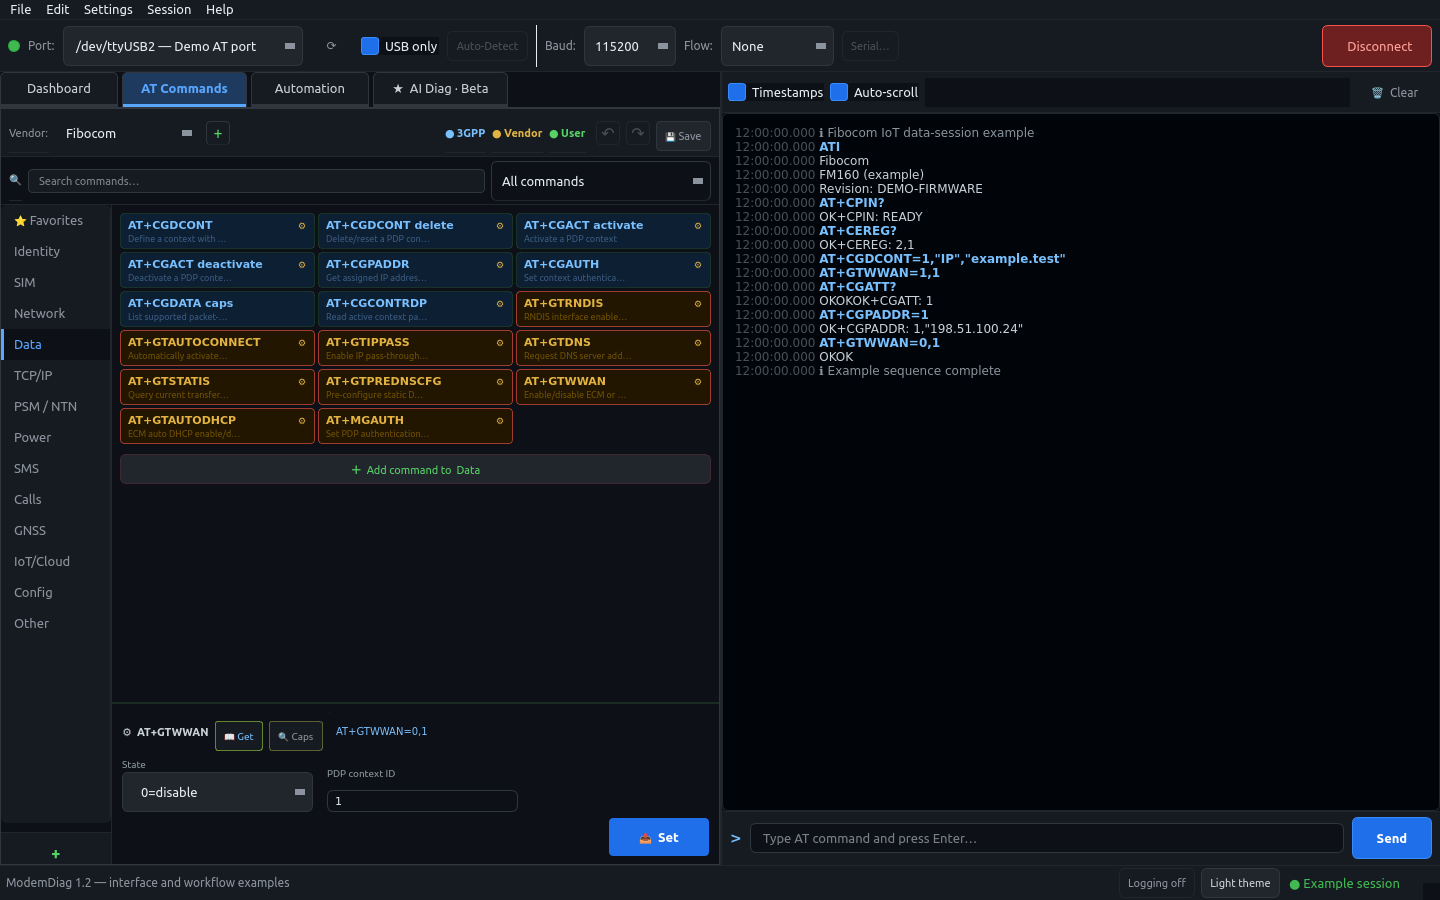 File Edit Settings Session Help
Port: /dev/ttyUSB2 — Demo AT port ⟳ USB only Auto-Detect Baud: 115200 Flow: None Serial... Disconnect
Dashboard AT Commands Automation ★ AI Diag · Beta
Timestamps Auto-scroll Clear
Vendor: Fibocom + 3GPP Vendor User Save
Search commands...
All commands
Favorites
Identity
SIM
Network
Data
TCP/IP
PSM / NTN
Power
SMS
Calls
GNSS
IoT/Cloud
Config
Other
+
AT+CGDCONT
Define a context with ...
AT+CGDCONT delete
Delete/reset a PDP con...
AT+CGACT activate
Activate a PDP context
AT+CGACT deactivate
Deactivate a PDP conte...
AT+CGPADDR
Get assigned IP addres...
AT+CGAUTH
Set context authentica...
AT+CGDATA caps
List supported packet-...
AT+CGCONTRDP
Read active context pa...
AT+GTRNDIS
RNDIS interface enable...
AT+GTAUTOCONNECT
Automatically activate...
AT+GTIPPASS
Enable IP pass-through...
AT+GTDNS
Request DNS server add...
AT+GTSTATIS
Query current transfer...
AT+GTPREDNSCFG
Pre-configure static D...
AT+GTWWAN
Enable/disable ECM or ...
AT+GTAUTODHCP
ECM auto DHCP enable/d...
AT+MGAUTH
Set PDP authentication...
+ Add command to Data
AT+GTWWAN Get Caps AT+GTWWAN=0,1
State
0=disable
PDP context ID
1
Set
12:00:00.000 ℹ Fibocom IoT data-session example
12:00:00.000 ATI
12:00:00.000 Fibocom
12:00:00.000 FM160 (example)
12:00:00.000 Revision: DEMO-FIRMWARE
12:00:00.000 AT+CPIN?
12:00:00.000 OK+CPIN: READY
12:00:00.000 AT+CEREG?
12:00:00.000 OK+CEREG: 2,1
12:00:00.000 AT+CGDCONT=1,"IP","example.test"
12:00:00.000 AT+GTWWAN=1,1
12:00:00.000 AT+CGATT?
12:00:00.000 OKOKOK+CGATT: 1
12:00:00.000 AT+CGPADDR=1
12:00:00.000 OK+CGPADDR: 1,"198.51.100.24"
12:00:00.000 AT+GTWWAN=0,1
12:00:00.000 OKOK
12:00:00.000 ℹ Example sequence complete
> Type AT command and press Enter... Send
ModemDiag 1.2 — interface and workflow examples Logging off Light theme Example session